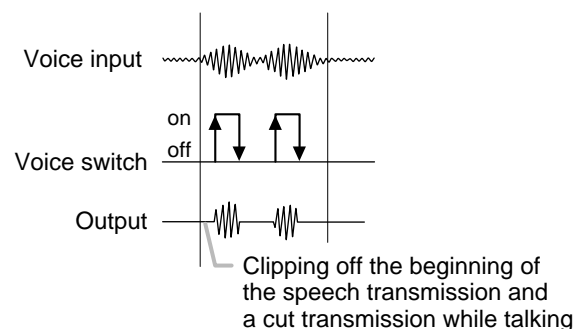 Voice input
on
off
Voice switch
Output
Clipping off the beginning of
the speech transmission and
a cut transmission while talking